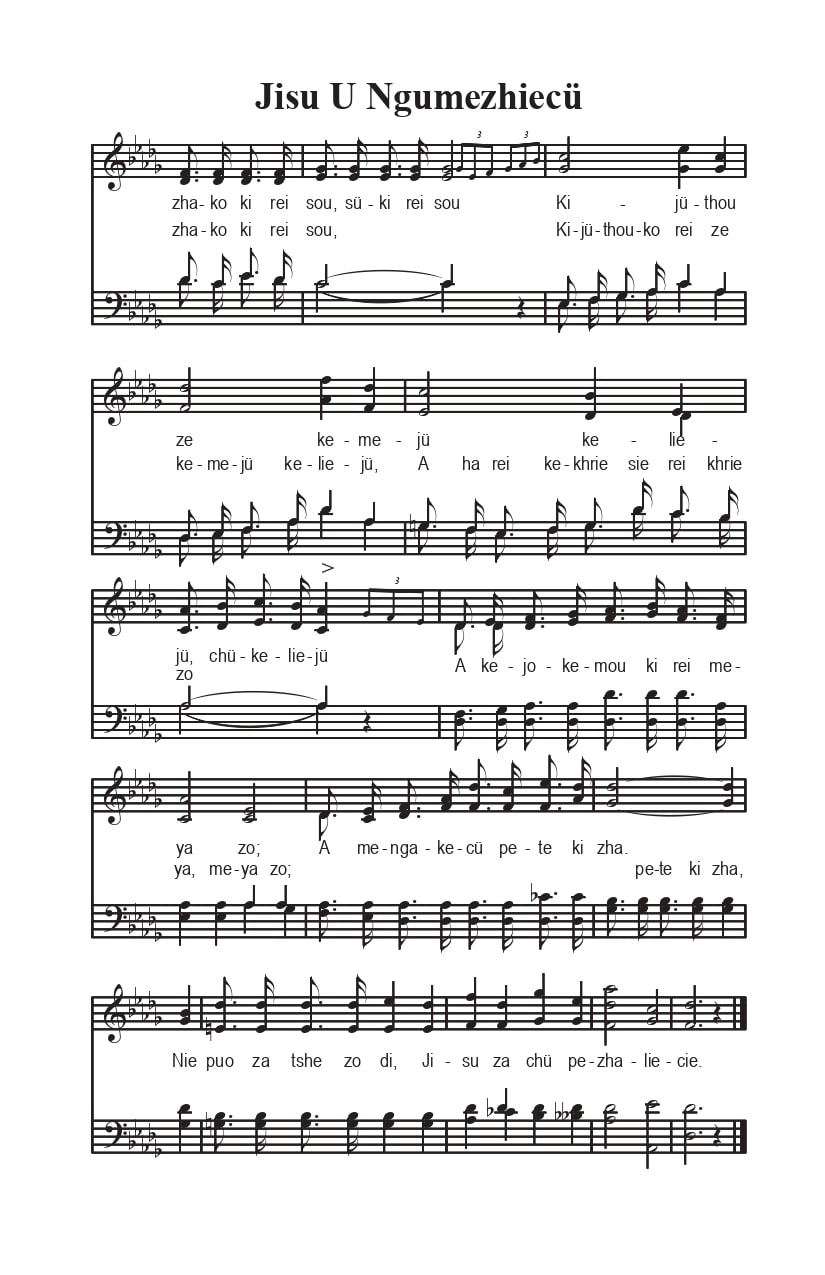 Jisu U Ngumezhiecü
3 3
zha-ko ki rei sou, sü-ki rei sou Ki - jü-thou
zha-ko ki rei sou, Ki-jü-thou-ko rei ze
ze ke-me-jü ke-lie-
ke-me-jü ke-lie-jü, A ha rei ke-khrie sie rei khrie
3
jü, chü-ke-lie-jü
zo A ke-jo-ke-mou ki rei me-
ya zo; A me-nga-ke-cü pe-te ki zha.
ya, me-ya zo; pe-te ki zha,
Nie puo za tshe zo di, Ji-su za chü pe-zha-lie-cie.